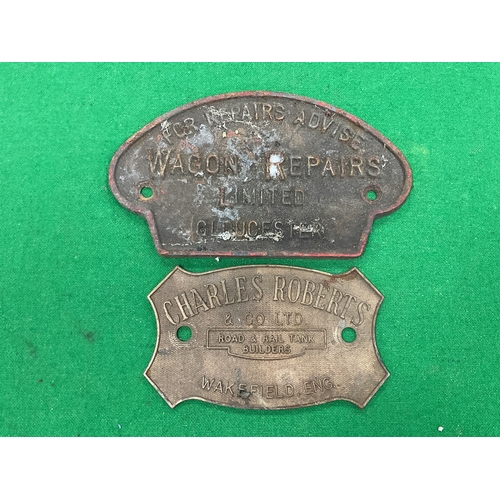 FOR REPAIRS ADVISE
WAGON REPAIRS
LIMITED
GLOUCESTER
CHARLES ROBERTS
& CO. LTD
ROAD & RAIL TANK
BUILDERS
WAKEFIELD, ENG.